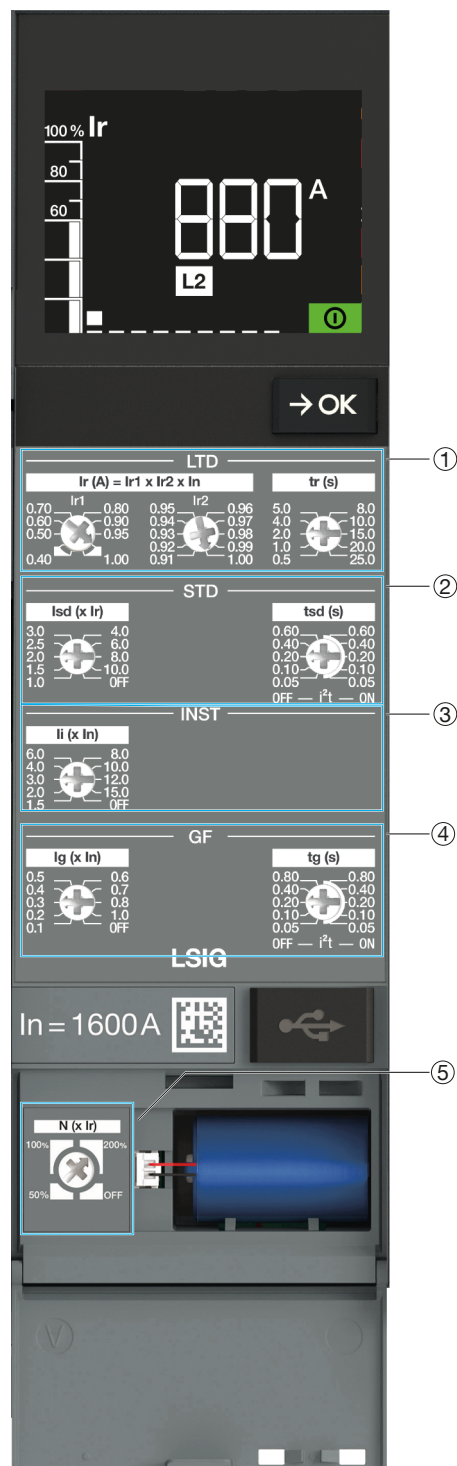 100 % Ir
80
60
880 A
L2
→OK
LTD
Ir (A) = Ir1 x Ir2 x In
tr (s)
Ir1
Ir2
0.70 0.80 0.95 0.96 5.0 8.0
0.60 0.90 0.94 0.97 4.0 10.0
0.50 0.95 0.93 0.98 2.0 15.0
0.92 0.99 1.0 20.0
0.40 1.00 0.91 1.00 0.5 25.0
1
STD
2
Isd (x Ir)
tsd (s)
3.0 4.0 0.60 0.60
2.5 6.0 0.40 0.40
2.0 8.0 0.20 0.20
1.5 10.0 0.10 0.10
1.0 OFF 0.05 0.05
OFF — i²t — ON
INST
3
Ii (x In)
6.0 8.0
4.0 10.0
3.0 12.0
2.0 15.0
1.5 OFF
GF
4
Ig (x In)
tg (s)
0.5 0.6 0.80 0.80
0.4 0.7 0.40 0.40
0.3 0.8 0.20 0.20
0.2 1.0 0.10 0.10
0.1 OFF 0.05 0.05
OFF — i²t — ON
LSIG
In = 1600 A
5
N (x Ir)
100% 200%
50% OFF
V